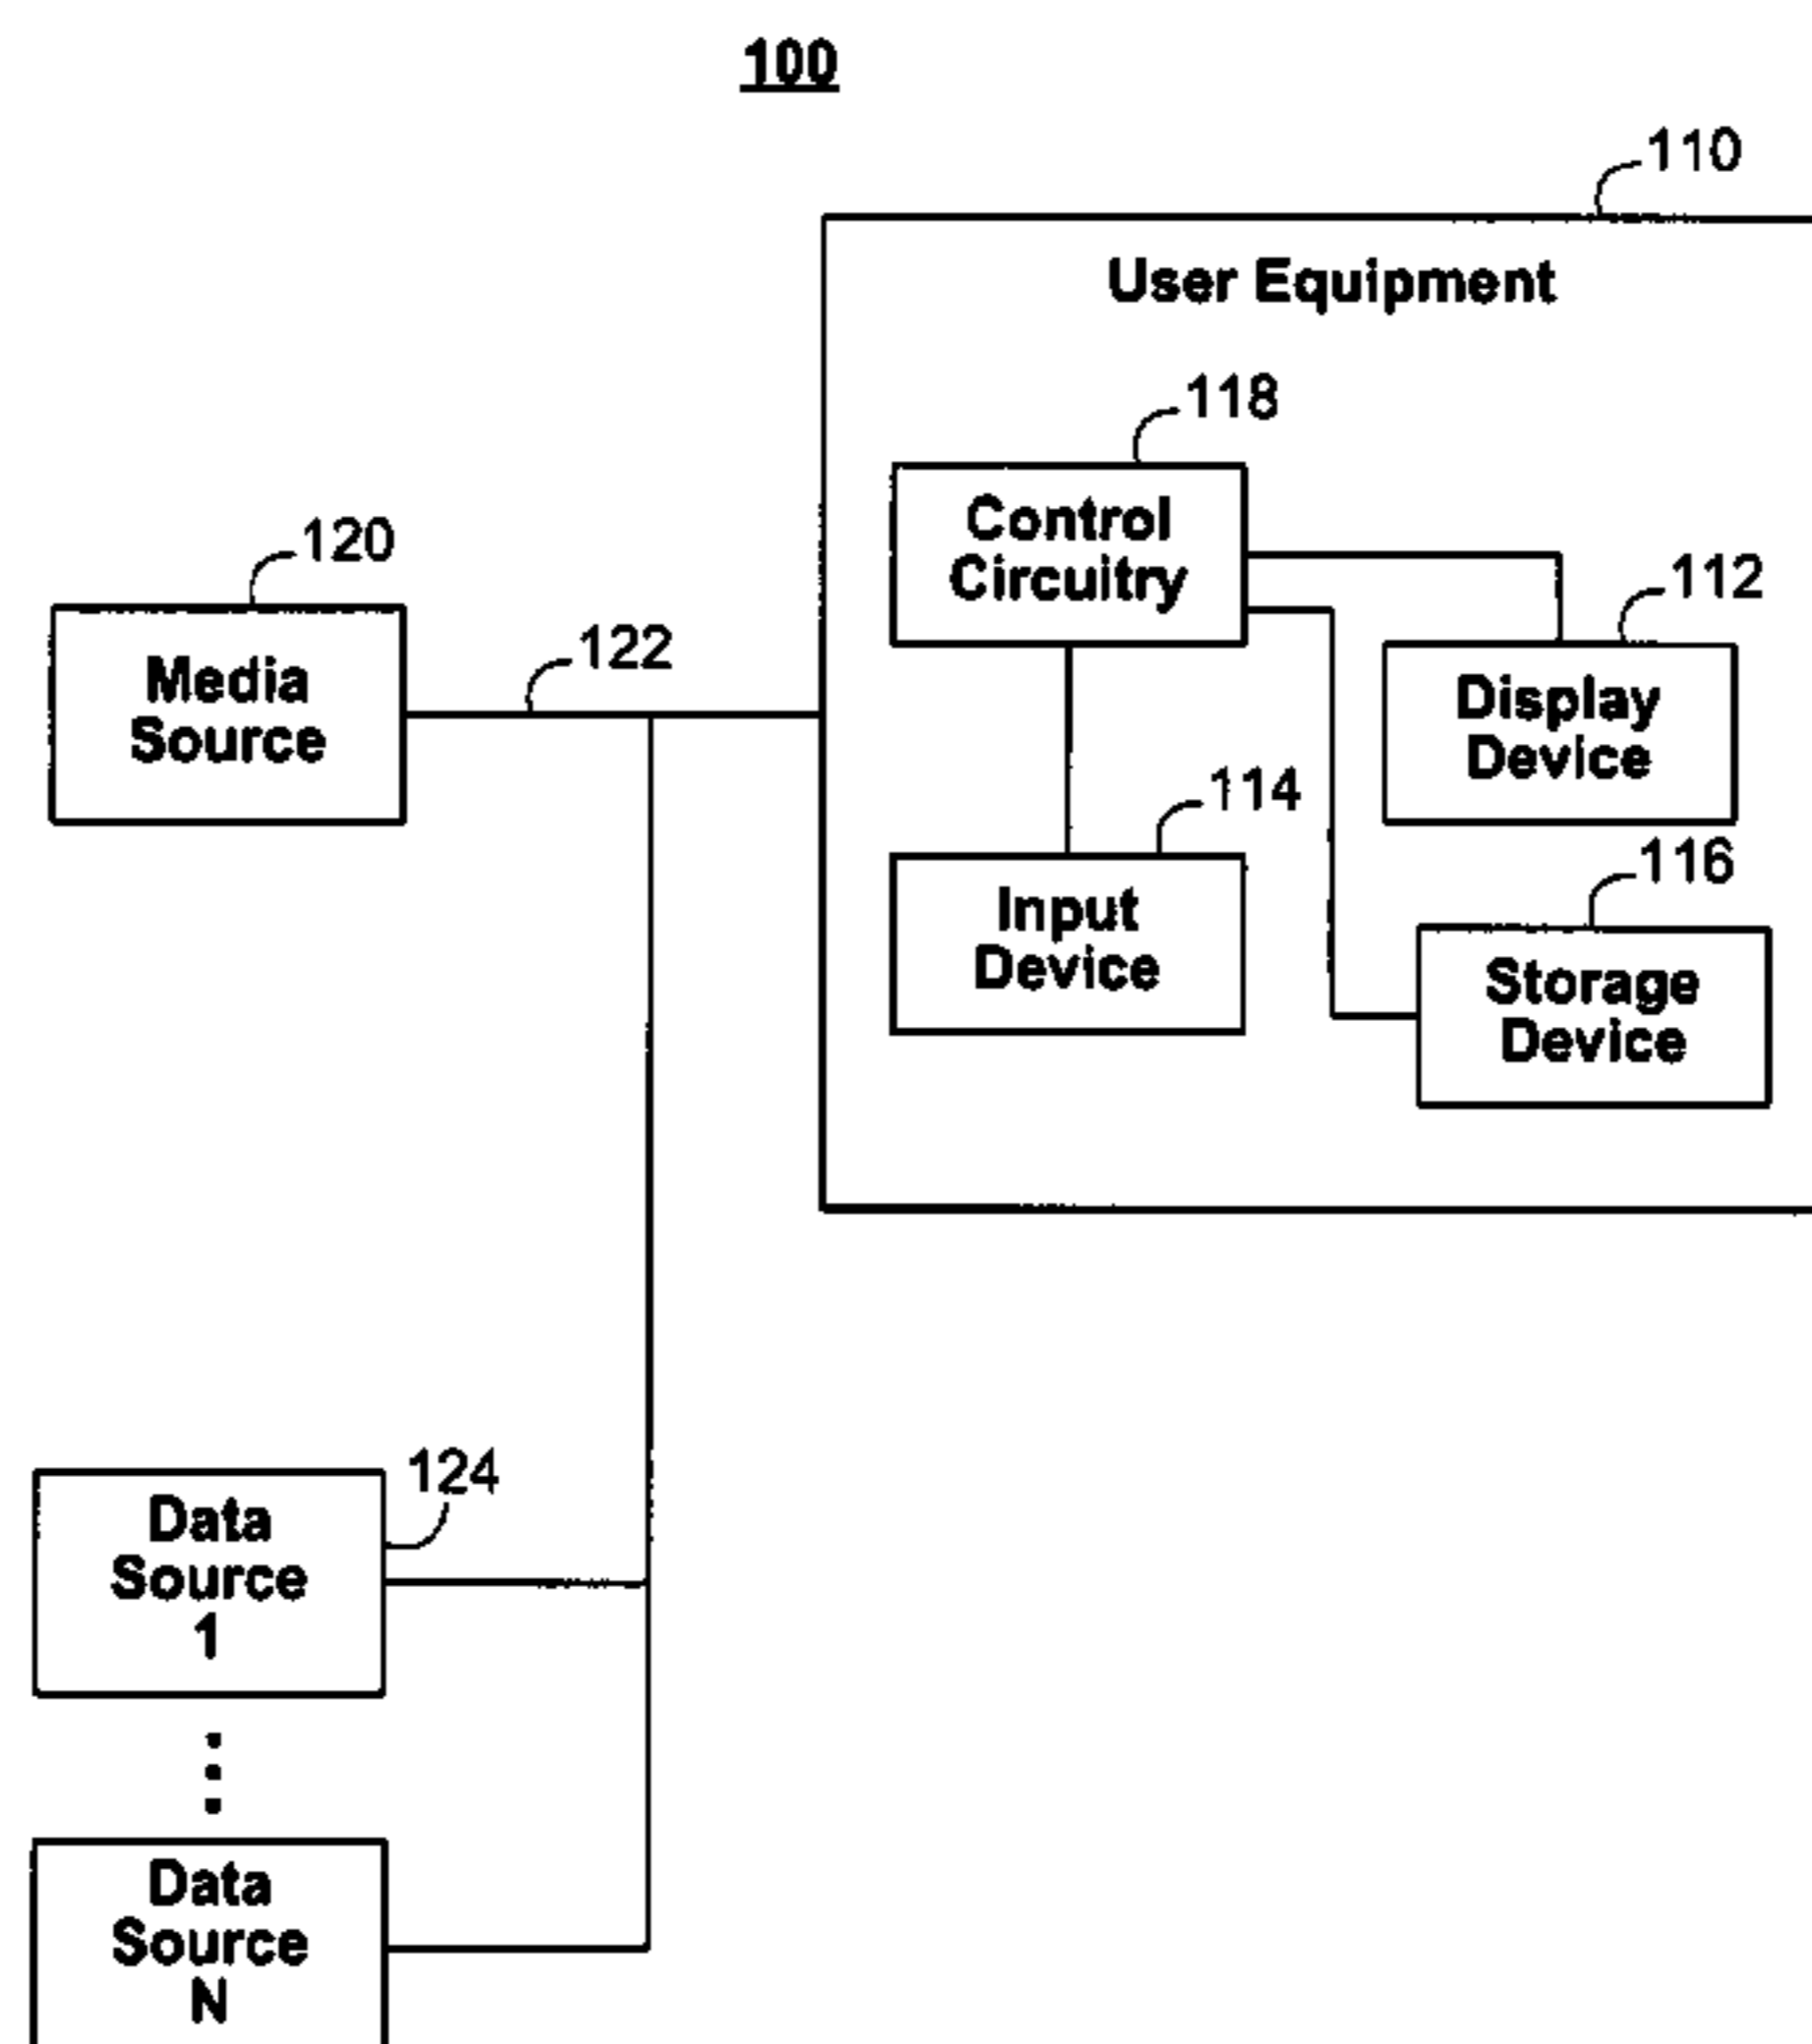 100
110
User Equipment
118
Control
Circuitry
120
Media
Source
122
112
Display
Device
114
Input
Device
116
Storage
Device
124
Data
Source
1
Data
Source
N